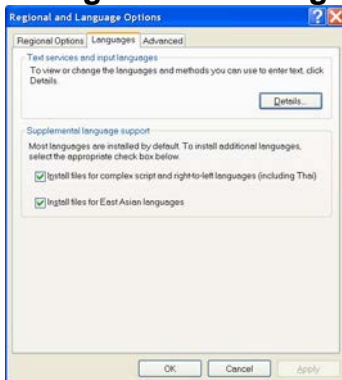 Regional and Language Options
Regional Options Languages Advanced
Text services and input languages
To view or change the languages and methods you can use to enter text, click
Details.
Details...
Supplemental language support
Most languages are installed by default. To install additional languages,
select the appropriate check box below.
Install files for complex script and right-to-left languages (including Thai)
Install files for East Asian languages
OK Cancel Apply